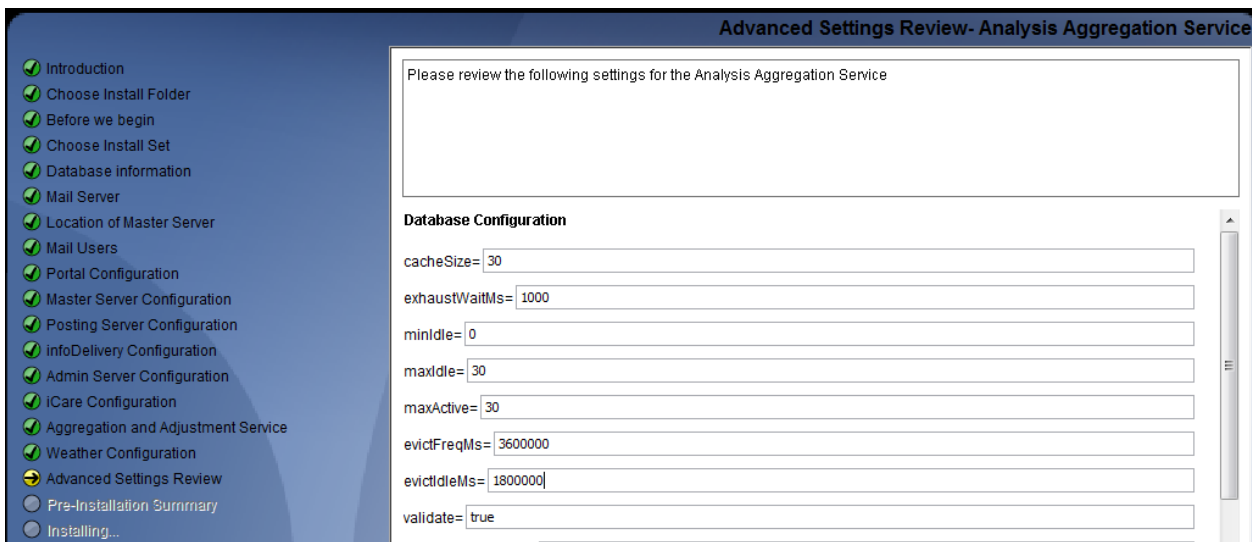 Advanced Settings Review- Analysis Aggregation Service
Introduction
Choose Install Folder
Before we begin
Choose Install Set
Database information
Mail Server
Location of Master Server
Mail Users
Portal Configuration
Master Server Configuration
Posting Server Configuration
infoDelivery Configuration
Admin Server Configuration
iCare Configuration
Aggregation and Adjustment Service
Weather Configuration
Advanced Settings Review
Pre-Installation Summary
Installing...
Please review the following settings for the Analysis Aggregation Service
Database Configuration
cacheSize= 30
exhaustWaitMs= 1000
minIdle= 0
maxIdle= 30
maxActive= 30
evictFreqMs= 3600000
evictIdleMs= 1800000
validate= true